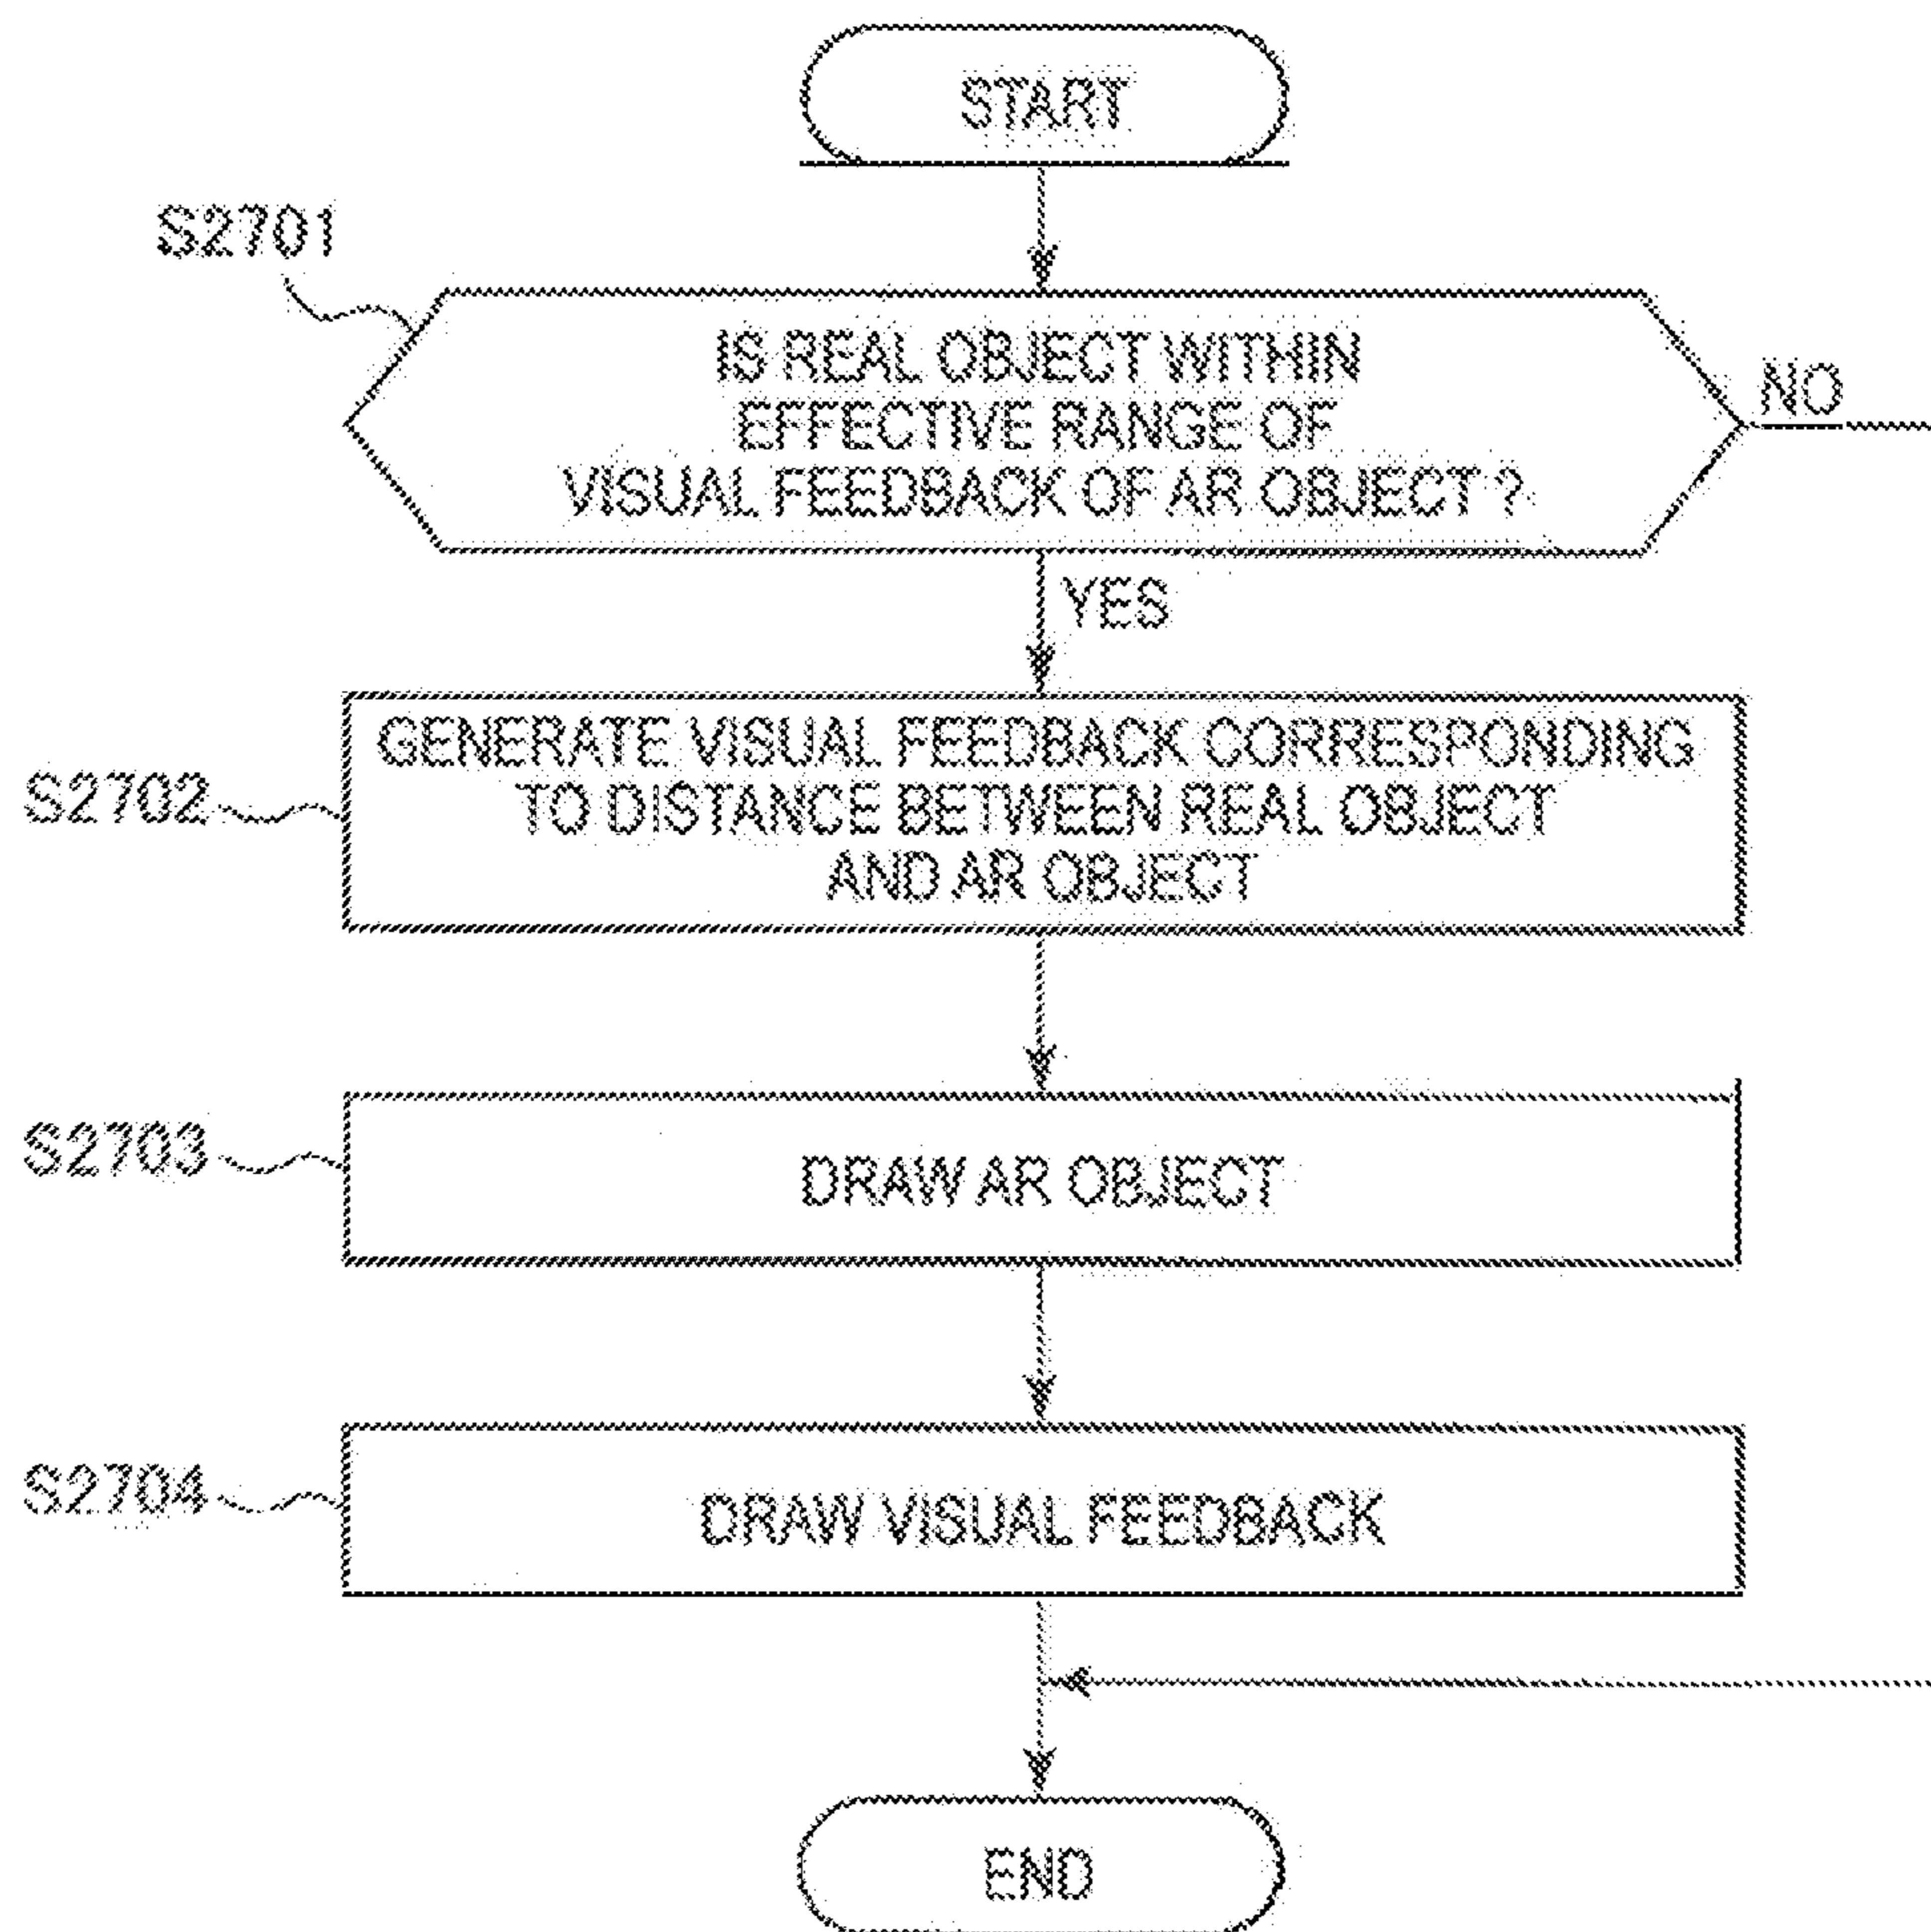 START
S2701
IS REAL OBJECT WITHIN
EFFECTIVE RANGE OF
VISUAL FEEDBACK OF AR OBJECT ?
NO
YES
S2702
GENERATE VISUAL FEEDBACK CORRESPONDING
TO DISTANCE BETWEEN REAL OBJECT
AND AR OBJECT
S2703
DRAW AR OBJECT
S2704
DRAW VISUAL FEEDBACK
END